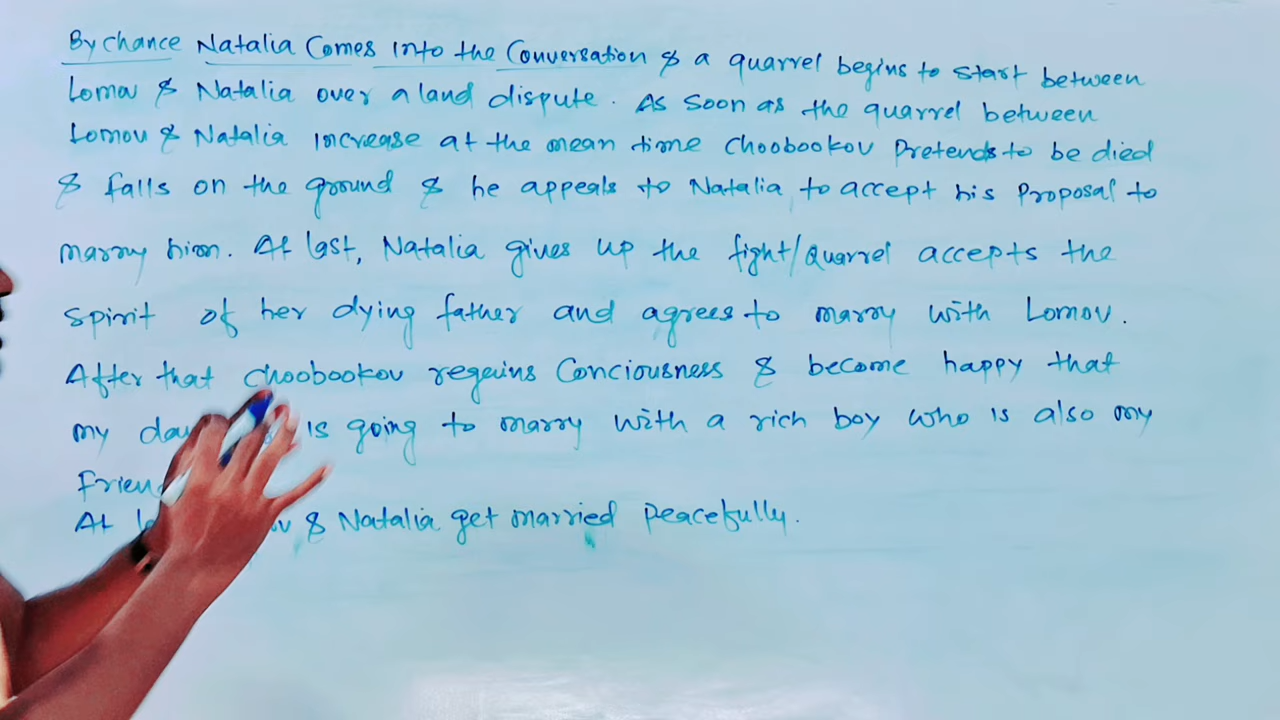 By chance Natalia Comes into the Conversation & a quarrel begins to start between
Lomov & Natalia over a land dispute. As soon as the quarrel between
Lomov & Natalia increase at the mean time Choobookov Pretends to be died
& falls on the ground & he appeals to Natalia, to accept his Proposal to
marry him. At last, Natalia gives up the fight/Quarrel accepts the
spirit of her dying father and agrees to marry with Lomov.
After that Choobookov regains Conciousness & become happy that
my is going to marry with a rich boy who is also my
At & Natalia get married peacefully.